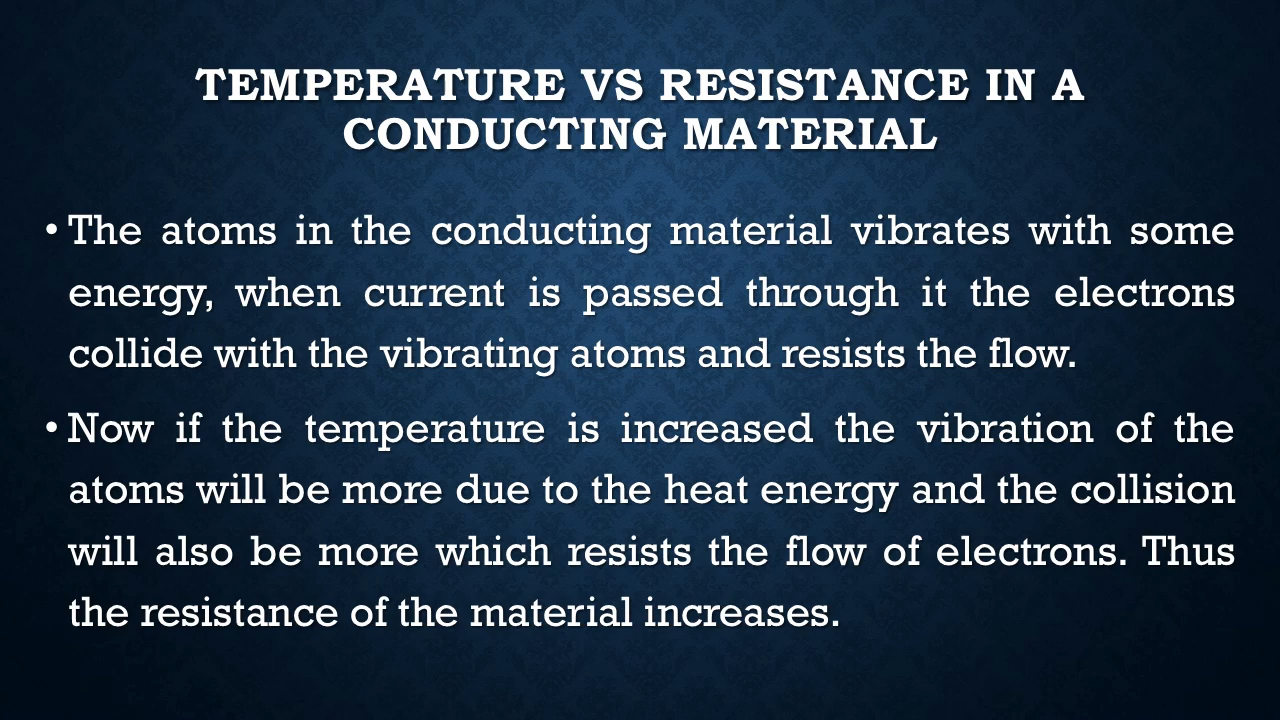 TEMPERATURE VS RESISTANCE IN A
CONDUCTING MATERIAL
• The atoms in the conducting material vibrates with some
energy, when current is passed through it the electrons
collide with the vibrating atoms and resists the flow.
• Now if the temperature is increased the vibration of the
atoms will be more due to the heat energy and the collision
will also be more which resists the flow of electrons. Thus
the resistance of the material increases.